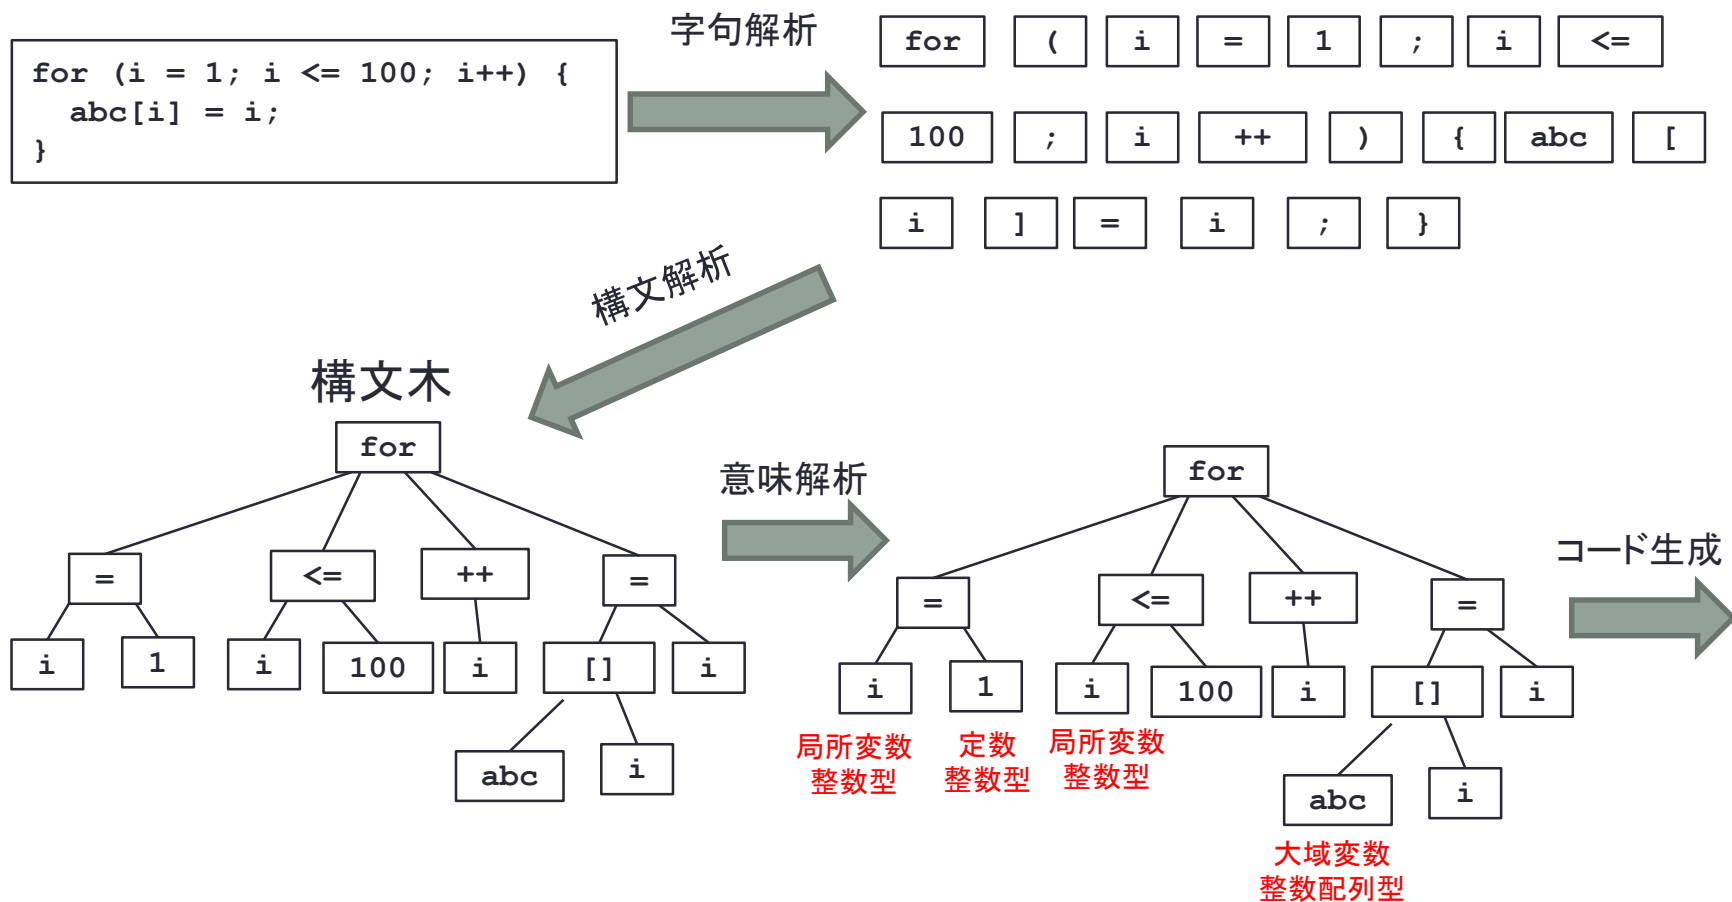 for (i = 1; i <= 100; i++) {
  abc[i] = i;
}
字句解析
for ( i = 1 ; i <=
100 ; i ++ ) { abc [
i ] = i ; }
構文解析
構文木
for
= <= ++ =
i 1 i 100 i [] i
abc i
意味解析
for
= <= ++ =
i 1 i 100 i [] i
局所変数 定数 局所変数
整数型 整数型 整数型
abc i
大域変数
整数配列型
コード生成